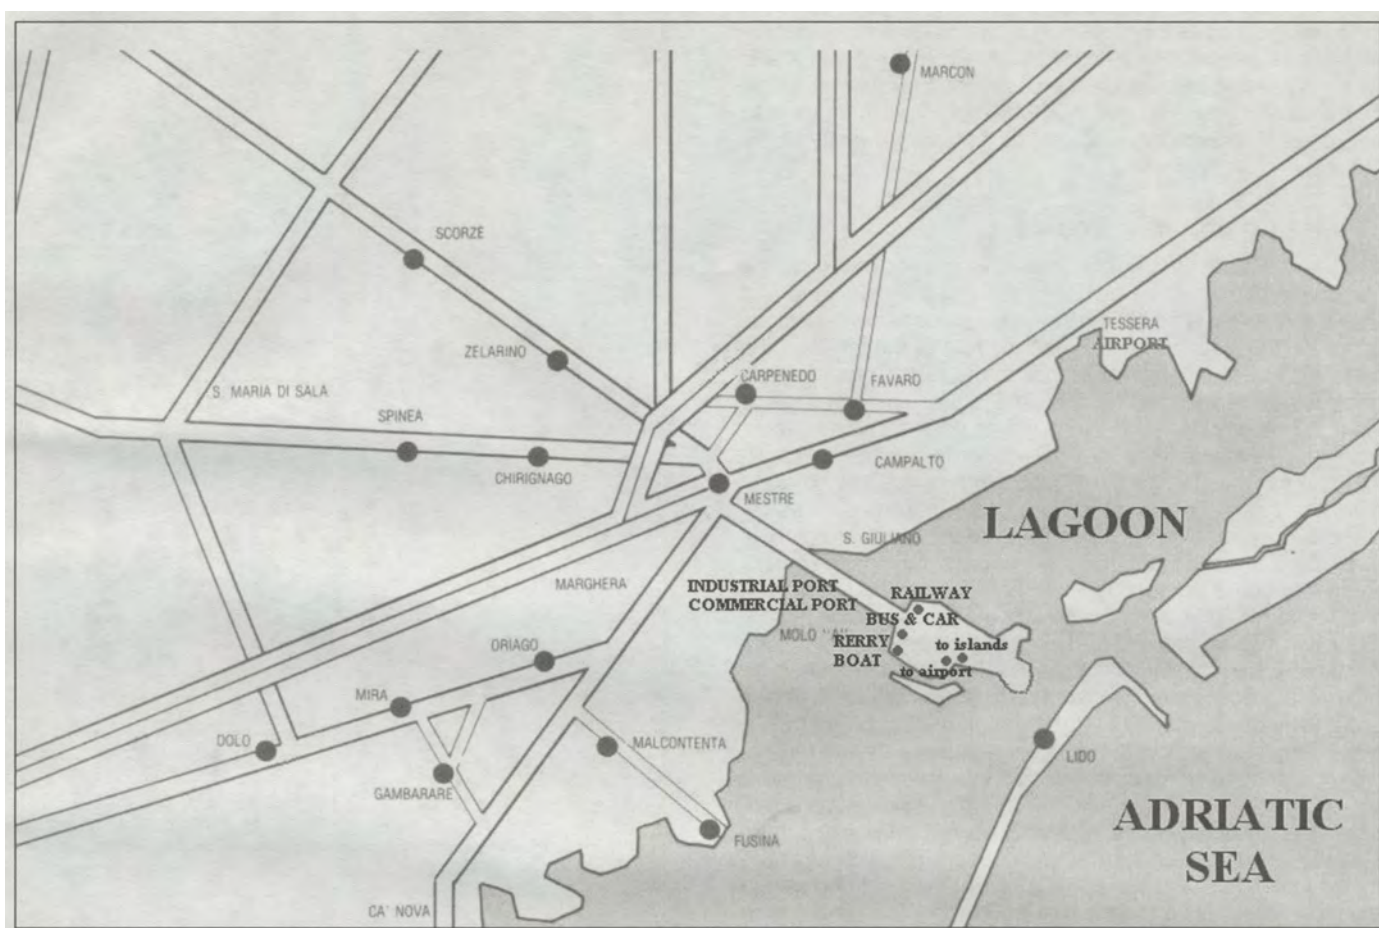 MARCON
SCORZÈ
TESSERA
AIRPORT
ZELARINO
CARPENEDO
FAVARO
S. MARIA DI SALA
SPINEA
CHIRIGNAGO
CAMPALTO
MESTRE
LAGOON
S. GIULIANO
MARGHERA
INDUSTRIAL PORT
COMMERCIAL PORT
RAILWAY
BUS & CAR
MOLO "A"
RERRY
BOAT
to islands
to airport
ORIAGO
MIRA
DOLO
MALCONTENTA
LIDO
GAMBARARE
FUSINA
ADRIATIC
SEA
CA' NOVA